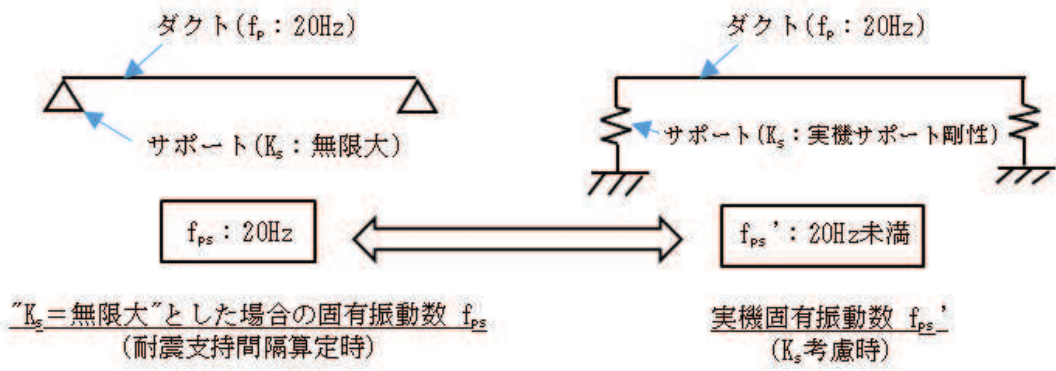 ダクト(fₚ：20Hz)
サポート(Kₛ：無限大)
fₚₛ：20Hz
"Kₛ＝無限大"とした場合の固有振動数 fₚₛ
(耐震支持間隔算定時)
ダクト(fₚ：20Hz)
サポート(Kₛ：実機サポート剛性)
fₚₛ'：20Hz未満
実機固有振動数 fₚₛ'
(Kₛ考慮時)